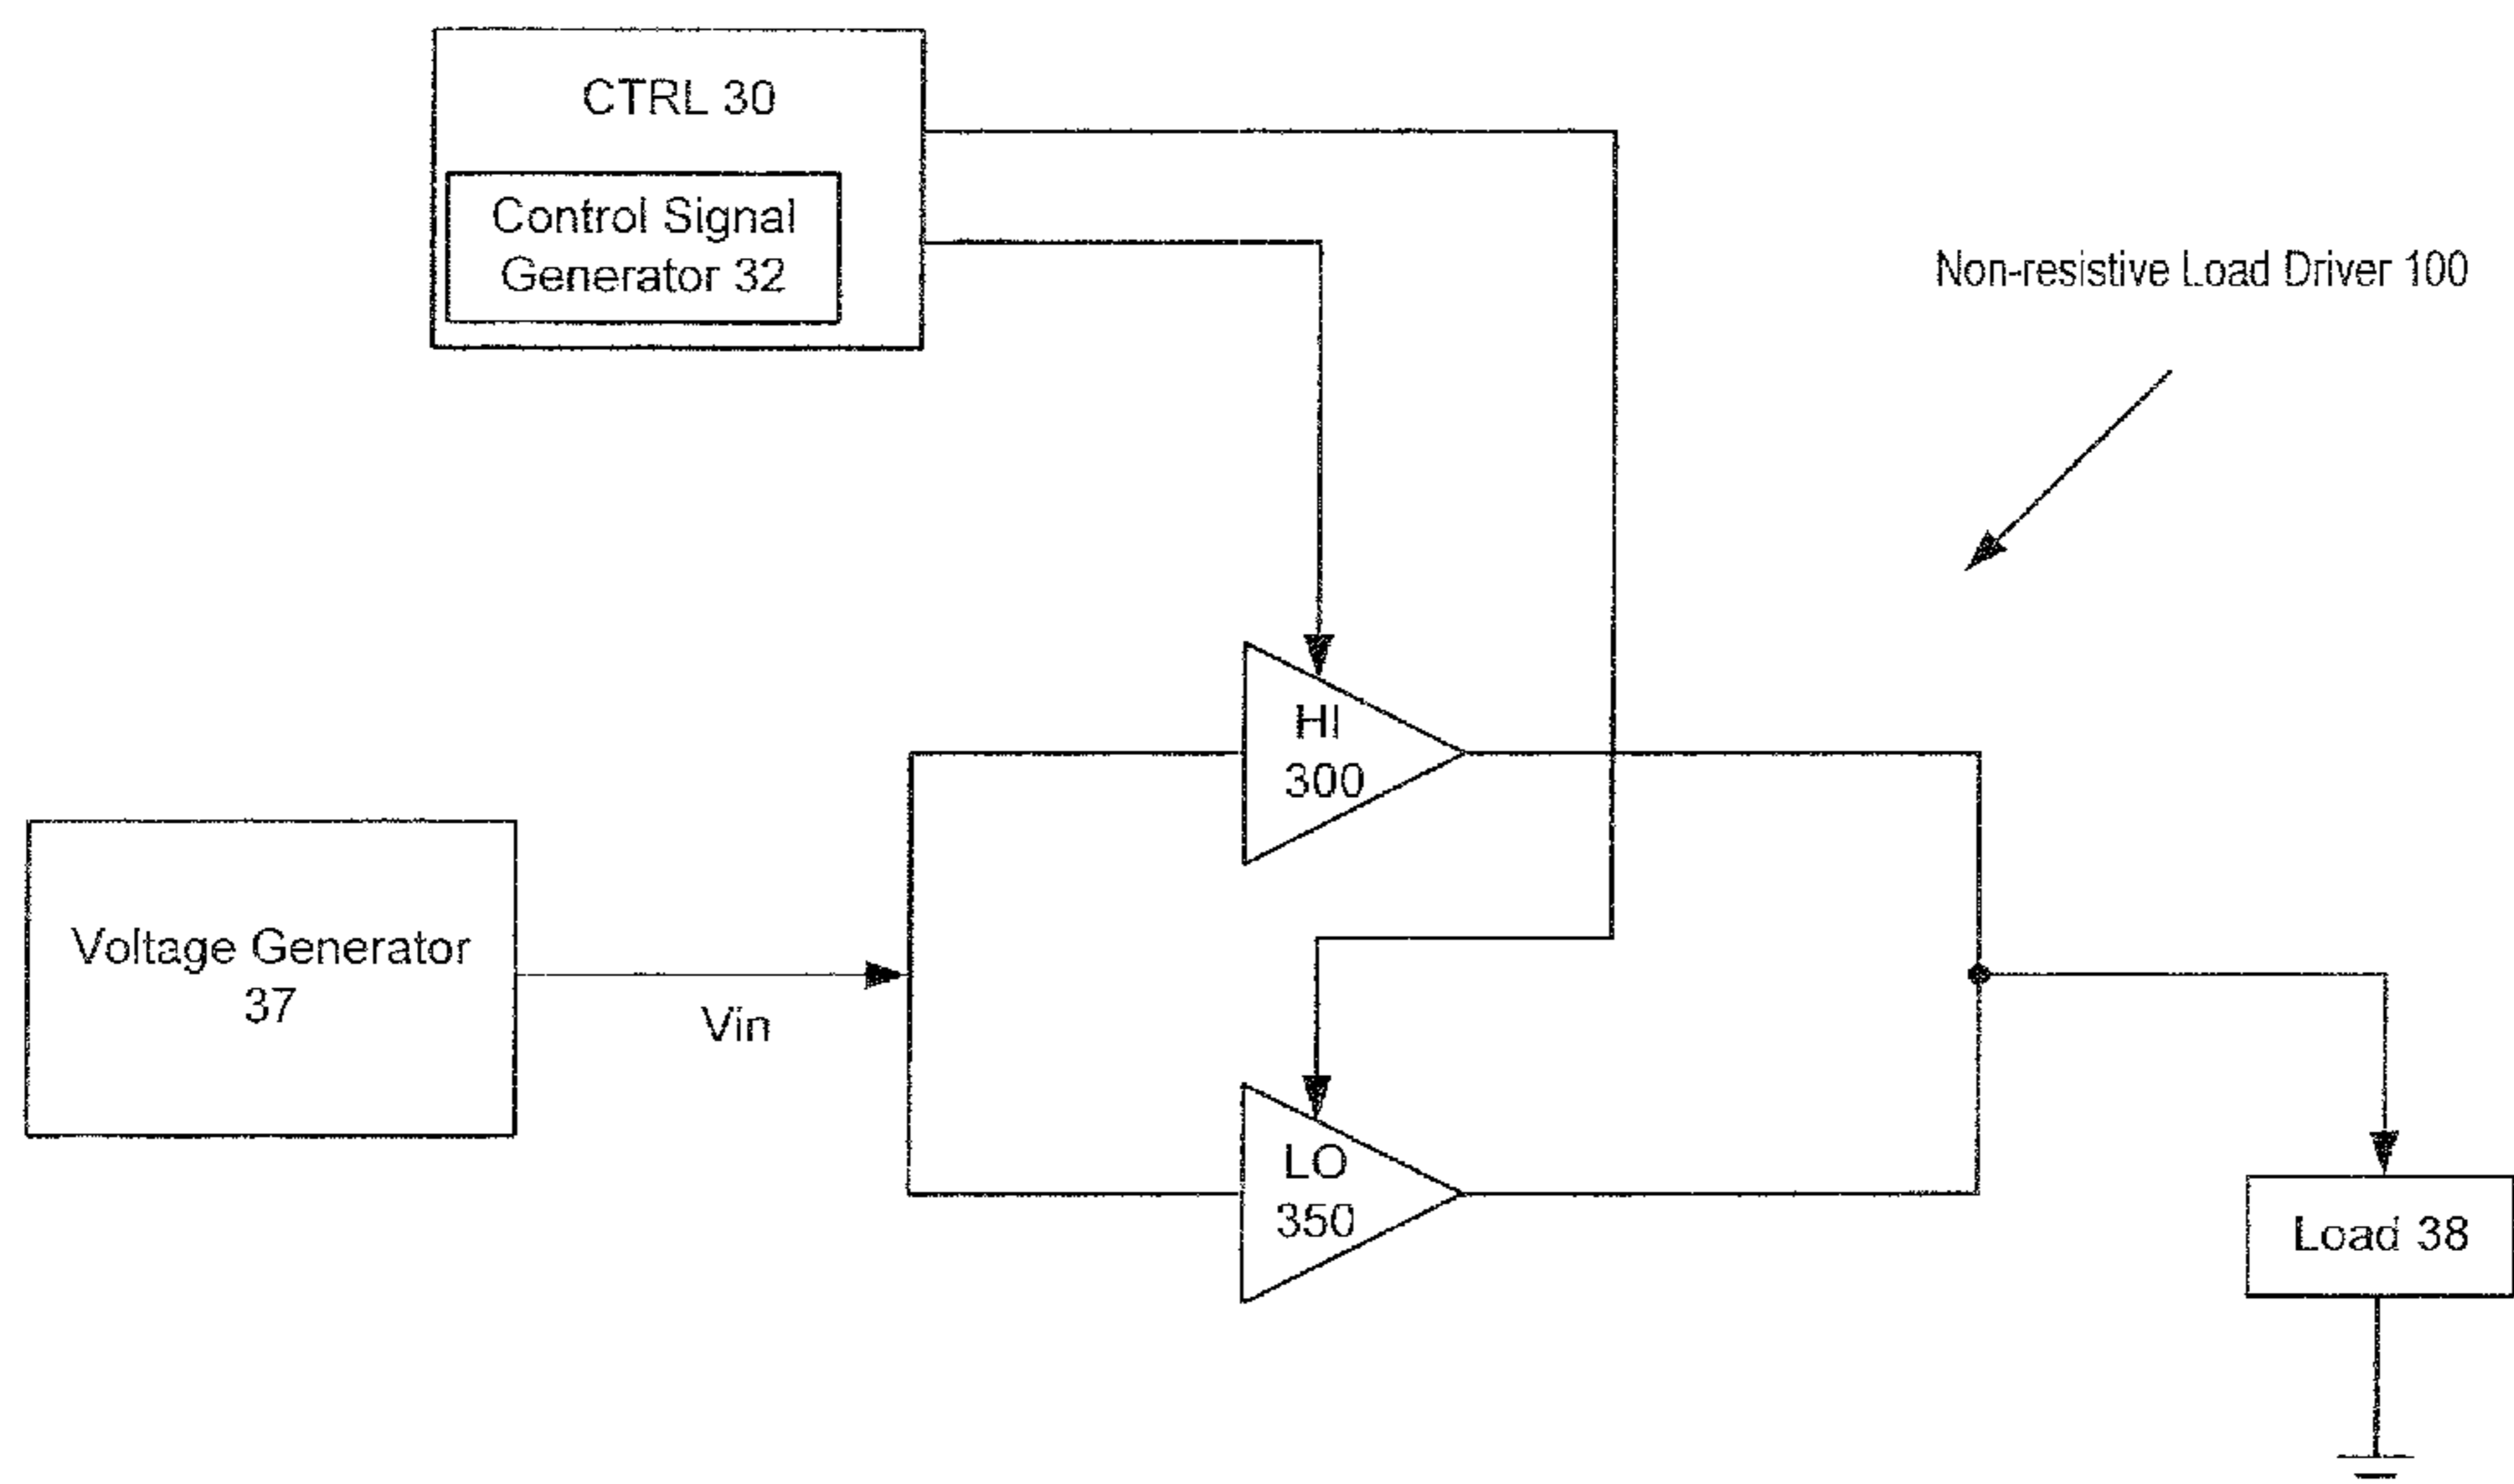 CTRL 30
Control Signal
Generator 32
Non-resistive Load Driver 100
HI
300
Voltage Generator
37
Vin
LO
350
Load 38